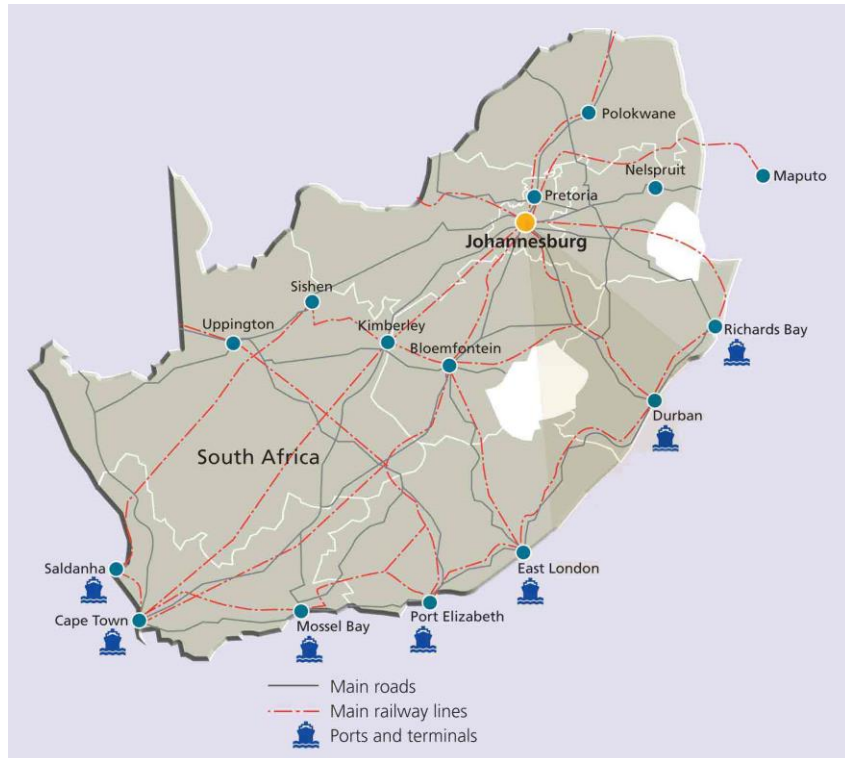 Polokwane
Nelspruit
Maputo
Pretoria
Johannesburg
Sishen
Uppington
Kimberley
Richards Bay
Bloemfontein
Durban
South Africa
Saldanha
East London
Cape Town
Mossel Bay
Port Elizabeth
Main roads
Main railway lines
Ports and terminals